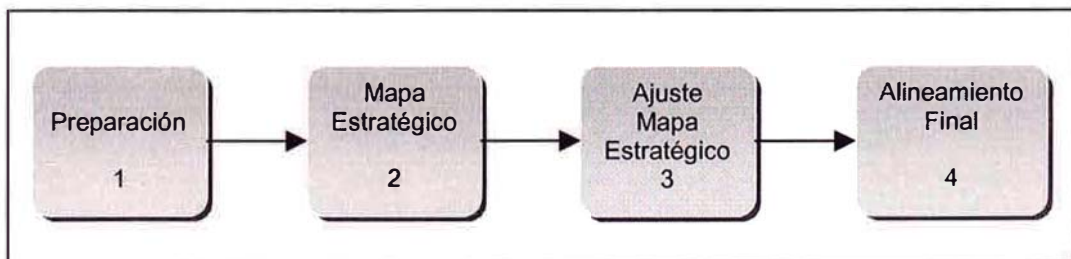 Preparación
1
Mapa
Estratégico
2
Ajuste
Mapa
Estratégico
3
Alineamiento
Final
4